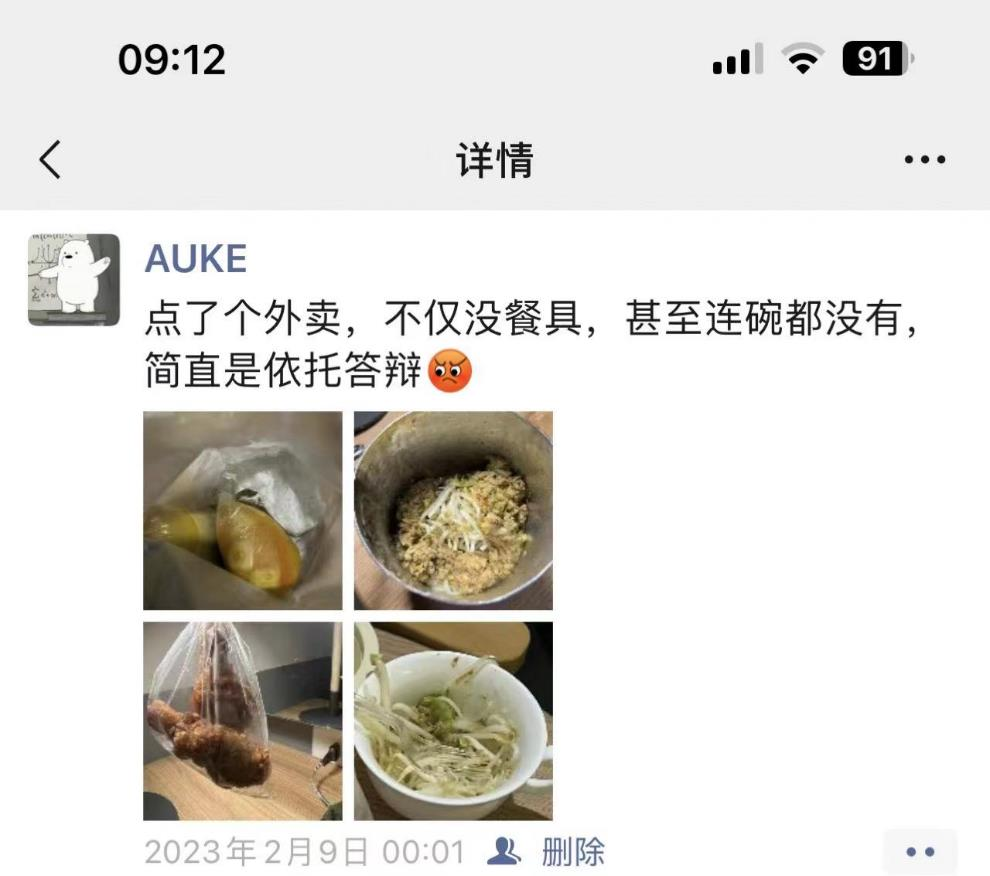 09:12
91
详情
AUKE
点了个外卖，不仅没餐具，甚至连碗都没有，
简直是依托答辩😡
2023年2月9日 00:01 删除